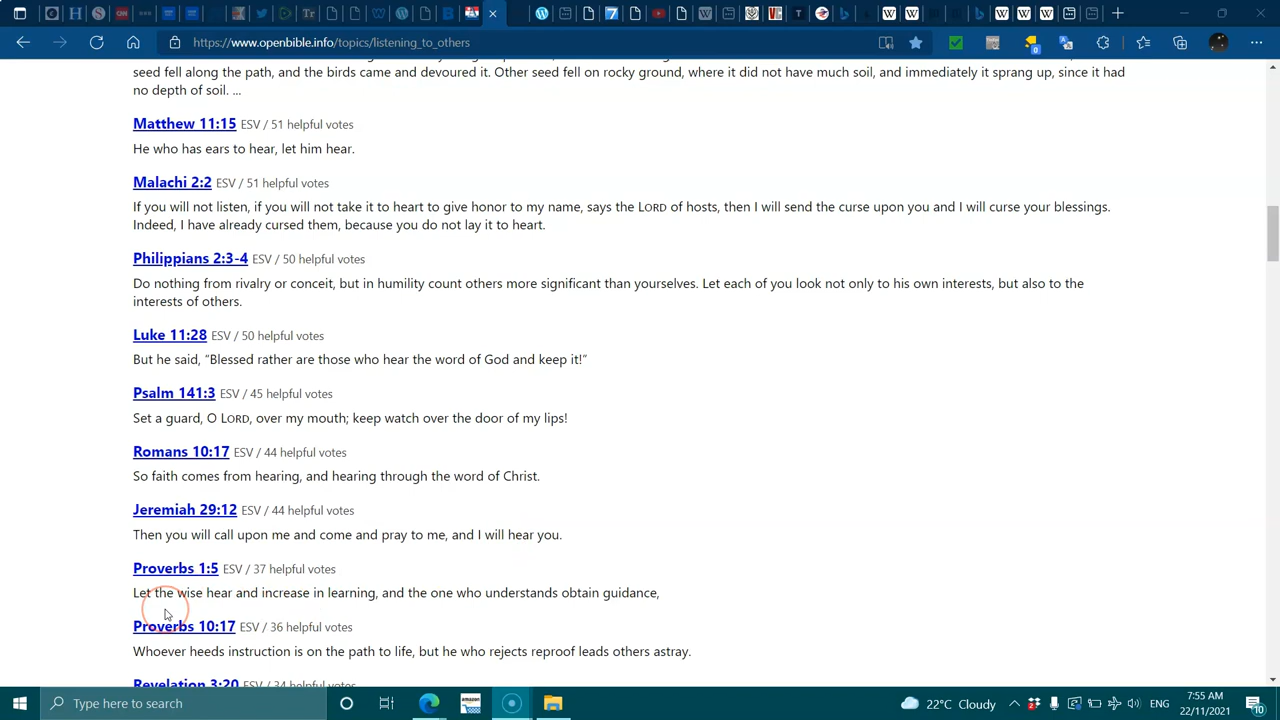 https://www.openbible.info/topics/listening_to_others
seed fell along the path, and the birds came and devoured it. Other seed fell on rocky ground, where it did not have much soil, and immediately it sprang up, since it had
no depth of soil. ...
Matthew 11:15 ESV / 51 helpful votes
He who has ears to hear, let him hear.
Malachi 2:2 ESV / 51 helpful votes
If you will not listen, if you will not take it to heart to give honor to my name, says the LORD of hosts, then I will send the curse upon you and I will curse your blessings.
Indeed, I have already cursed them, because you do not lay it to heart.
Philippians 2:3-4 ESV / 50 helpful votes
Do nothing from rivalry or conceit, but in humility count others more significant than yourselves. Let each of you look not only to his own interests, but also to the
interests of others.
Luke 11:28 ESV / 50 helpful votes
But he said, “Blessed rather are those who hear the word of God and keep it!”
Psalm 141:3 ESV / 45 helpful votes
Set a guard, O LORD, over my mouth; keep watch over the door of my lips!
Romans 10:17 ESV / 44 helpful votes
So faith comes from hearing, and hearing through the word of Christ.
Jeremiah 29:12 ESV / 44 helpful votes
Then you will call upon me and come and pray to me, and I will hear you.
Proverbs 1:5 ESV / 37 helpful votes
Let the wise hear and increase in learning, and the one who understands obtain guidance,
Proverbs 10:17 ESV / 36 helpful votes
Whoever heeds instruction is on the path to life, but he who rejects reproof leads others astray.
Revelation 3:20 ESV / 34 helpful votes
Type here to search
amazon
22°C Cloudy
ENG
7:55 AM
22/11/2021
10